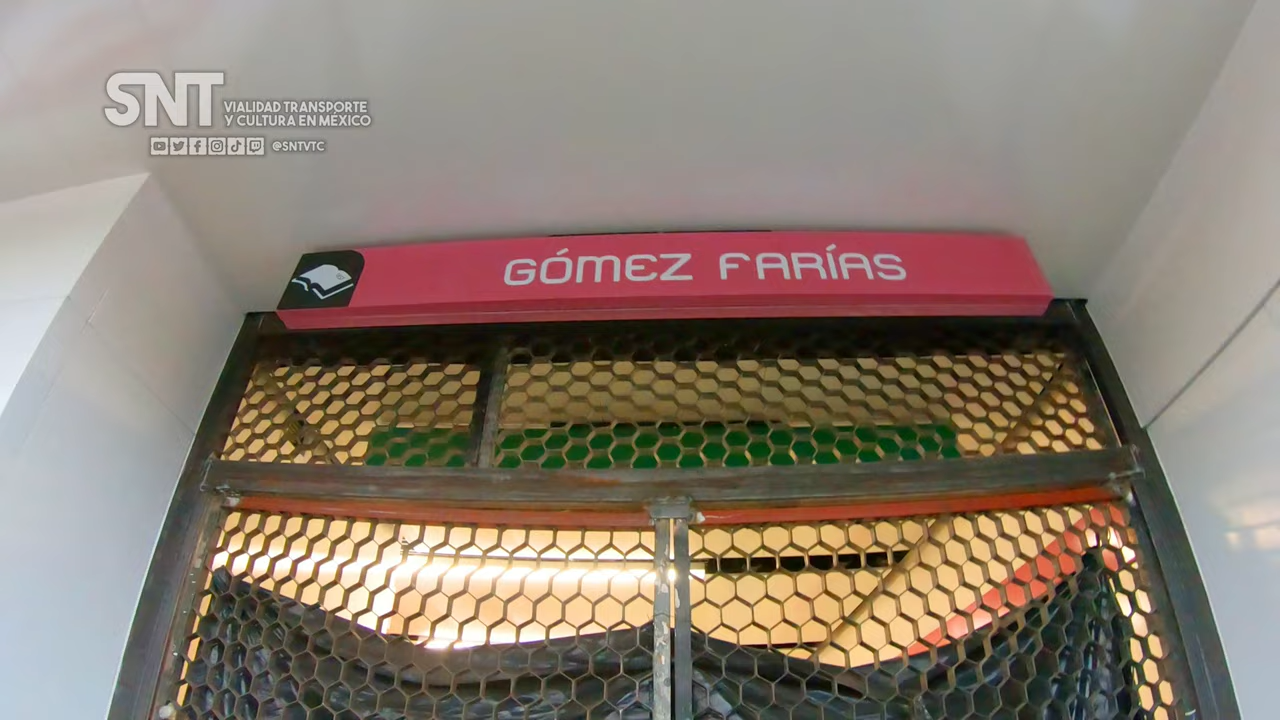 SNT
VIALIDAD TRANSPORTE
Y CULTURA EN MÉXICO
@SNTVTC
GÓMEZ FARÍAS